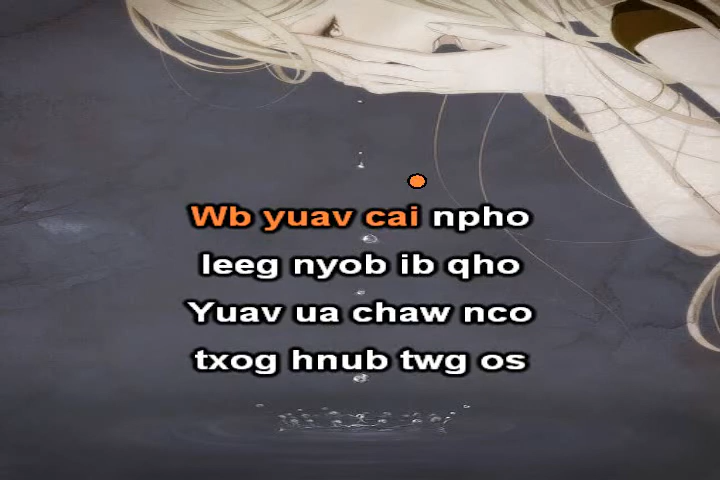 Wb yuav cai npho
leeg nyob ib qho
Yuav ua chaw nco
txog hnub twg os